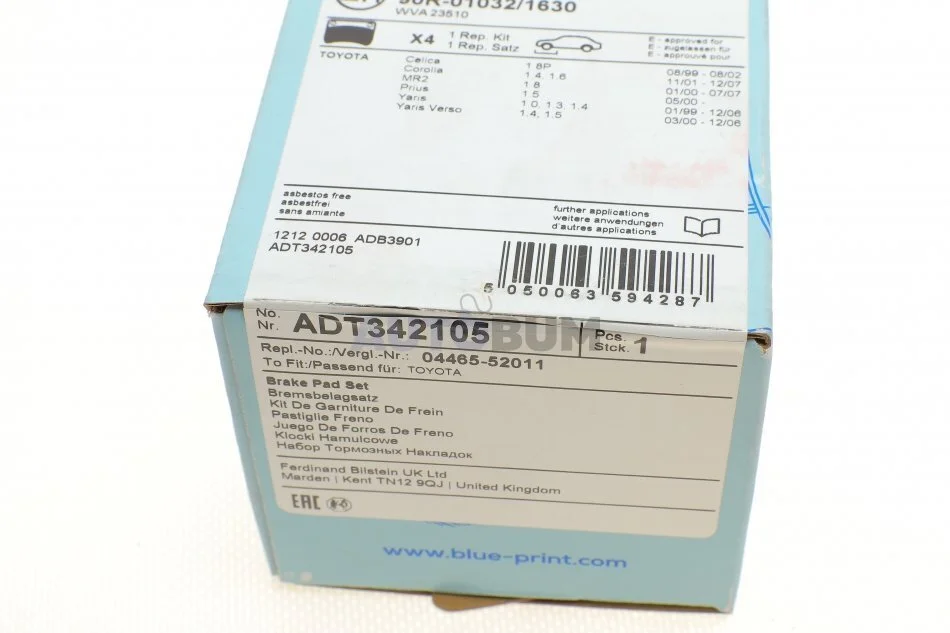 90R-01032/1630
WVA 23510
X4
1 Rep. Kit
1 Rep. Satz
E - approved for
E - zugelassen für
E - approuvé pour
TOYOTA
Celica 1.8P 08/99 - 08/02
Corolla 1.4, 1.6 11/01 - 12/07
MR2 1.8 01/00 - 07/07
Prius 1.5 05/00 -
Yaris 1.0, 1.3, 1.4 01/99 - 12/06
Yaris Verso 1.4, 1.5 03/00 - 12/06
asbestos free
asbestfrei
sans amiante
further applications
weitere anwendungen
d'autres applications
1212 0006 ADB3901
ADT342105
5 050063 594287
AUTOBUM
No.
Nr. ADT342105
Pcs.
Stck. 1
Repl.-No.:/Vergl.-Nr.: 04465-52011
To Fit:/Passend für: TOYOTA
Brake Pad Set
Bremsbelagsatz
Kit De Garniture De Frein
Pastiglie Freno
Juego De Forros De Freno
Klocki Hamulcowe
Набор Тормозных Накладок
Ferdinand Bilstein UK Ltd
Marden | Kent TN12 9QJ | United Kingdom
EAC
www.blue-print.com